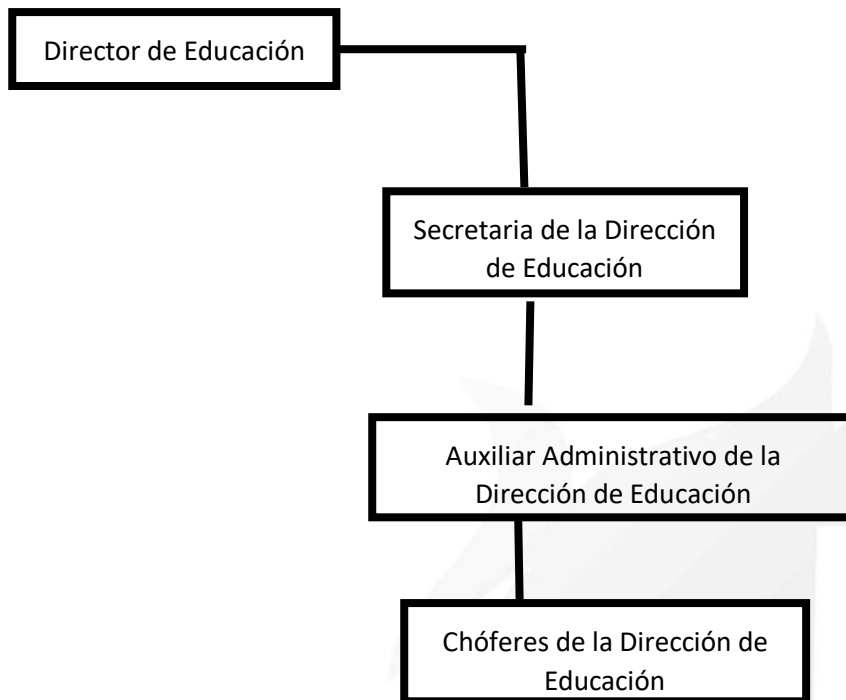 Director de Educación
Secretaria de la Dirección
de Educación
Auxiliar Administrativo de la
Dirección de Educación
Chóferes de la Dirección de
Educación